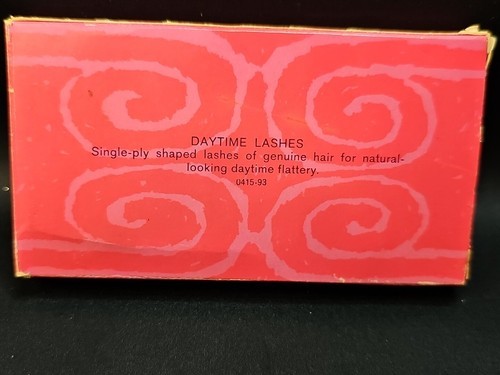 DAYTIME LASHES
Single-ply shaped lashes of genuine hair for natural-
looking daytime flattery.
0415-93